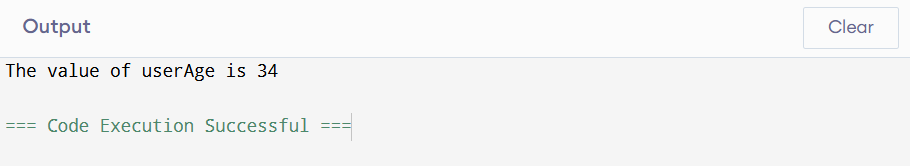 Output
Clear
The value of userAge is 34
=== Code Execution Successful ===